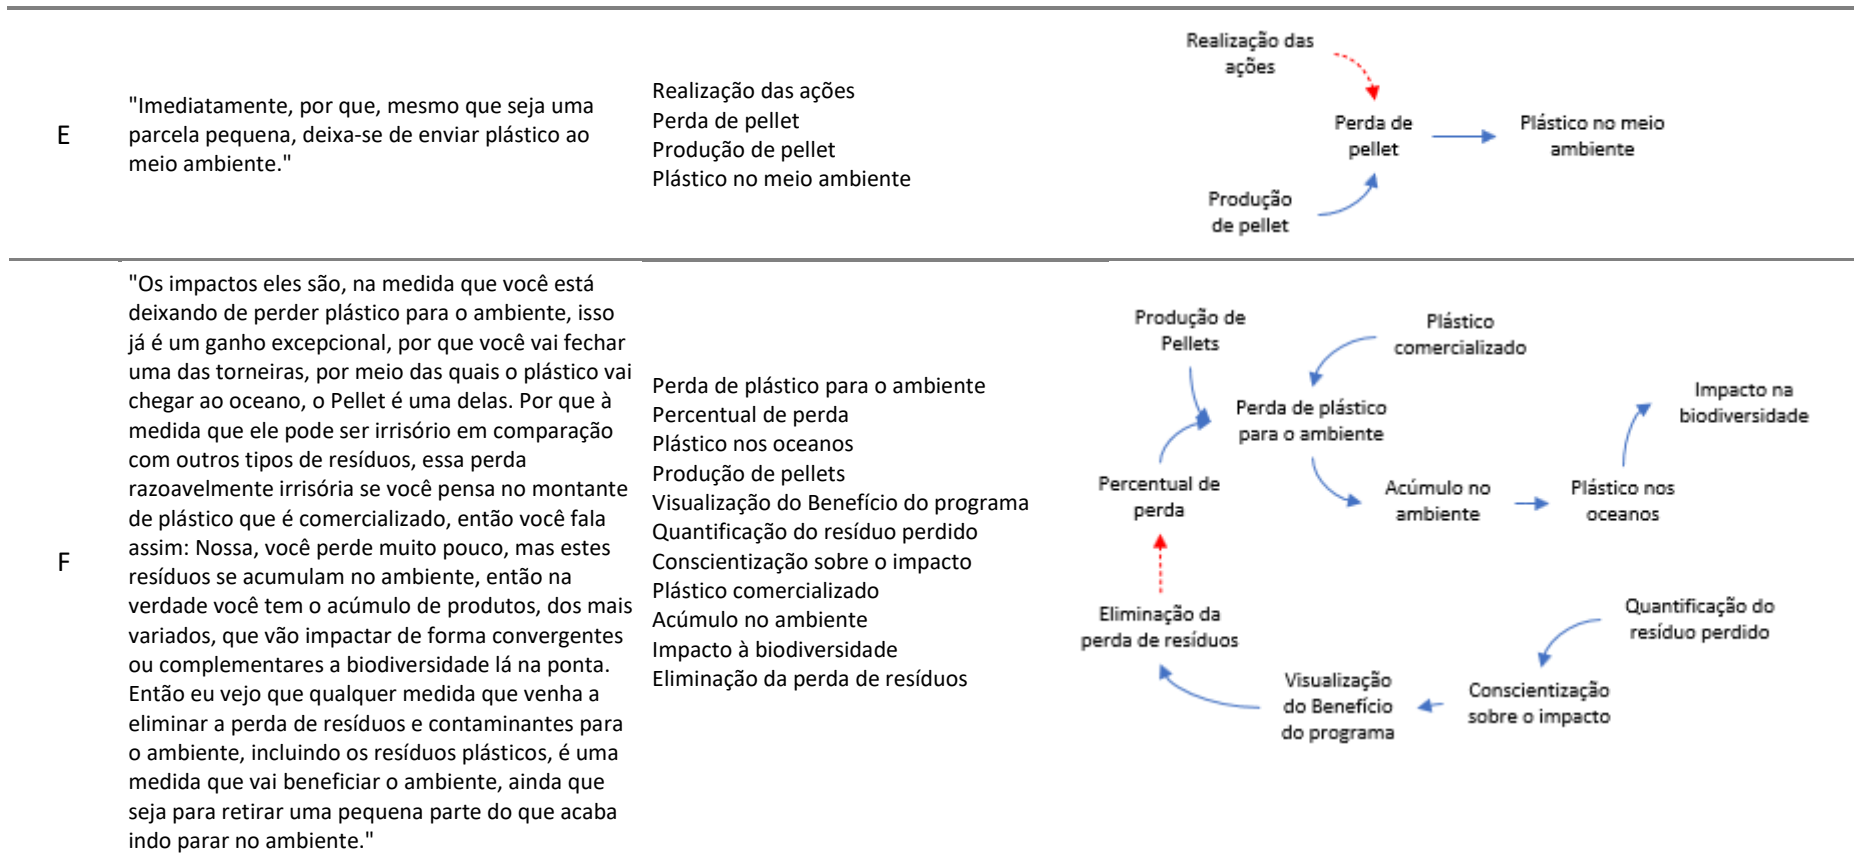 E
"Imediatamente, por que, mesmo que seja uma
parcela pequena, deixa-se de enviar plástico ao
meio ambiente."
Realização das ações
Perda de pellet
Produção de pellet
Plástico no meio ambiente
Realização das
ações
Perda de
pellet
Plástico no meio
ambiente
Produção
de pellet
F
"Os impactos eles são, na medida que você está
deixando de perder plástico para o ambiente, isso
já é um ganho excepcional, por que você vai fechar
uma das torneiras, por meio das quais o plástico vai
chegar ao oceano, o Pellet é uma delas. Por que à
medida que ele pode ser irrisório em comparação
com outros tipos de resíduos, essa perda
razoavelmente irrisória se você pensa no montante
de plástico que é comercializado, então você fala
assim: Nossa, você perde muito pouco, mas estes
resíduos se acumulam no ambiente, então na
verdade você tem o acúmulo de produtos, dos mais
variados, que vão impactar de forma convergentes
ou complementares a biodiversidade lá na ponta.
Então eu vejo que qualquer medida que venha a
eliminar a perda de resíduos e contaminantes para
o ambiente, incluindo os resíduos plásticos, é uma
medida que vai beneficiar o ambiente, ainda que
seja para retirar uma pequena parte do que acaba
indo parar no ambiente."
Perda de plástico para o ambiente
Percentual de perda
Plástico nos oceanos
Produção de pellets
Visualização do Benefício do programa
Quantificação do resíduo perdido
Conscientização sobre o impacto
Plástico comercializado
Acúmulo no ambiente
Impacto à biodiversidade
Eliminação da perda de resíduos
Produção de
Pellets
Plástico
comercializado
Impacto na
biodiversidade
Perda de plástico
para o ambiente
Percentual de
perda
Acúmulo no
ambiente
Plástico nos
oceanos
Eliminação da
perda de resíduos
Quantificação do
resíduo perdido
Visualização
do Benefício
do programa
Conscientização
sobre o impacto